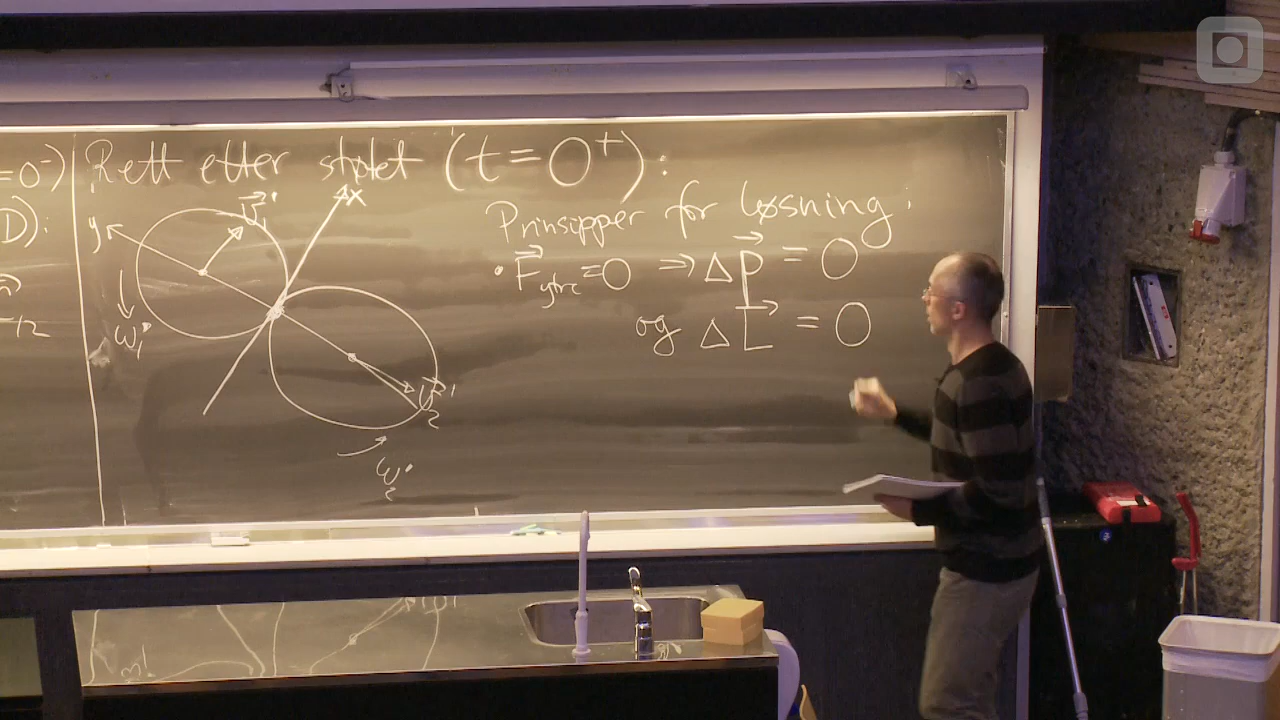 =0⁻)
D):
Rett etter støtet (t=0⁺):
x
y
v⃗₁'
ω₁'
v⃗₂'
ω₂'
Prinsipper for løsning:
• F⃗ytre = 0 ⇒ Δp⃗ = 0
og ΔL⃗ = 0